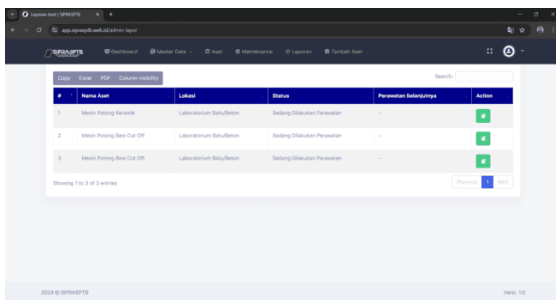 Laporan Aset | SIPRASPTB
app.siprasptb.web.id/admin/lapor
SIPRASPTB Dashboard Master Data Aset Maintenance Laporan Tambah Aset
Copy Excel PDF Column visibility Search:
# Nama Aset Lokasi Status Perawatan Selanjutnya Action
1 Mesin Potong Keramik Laboratorium Batu/Beton Sedang Dilakukan Perawatan -
2 Mesin Potong Besi Cut Off Laboratorium Batu/Beton Sedang Dilakukan Perawatan -
3 Mesin Potong Besi Cut Off Laboratorium Batu/Beton Sedang Dilakukan Perawatan -
Showing 1 to 3 of 3 entries Previous 1 Next
2024 © SIPRASPTB Versi. 1.0